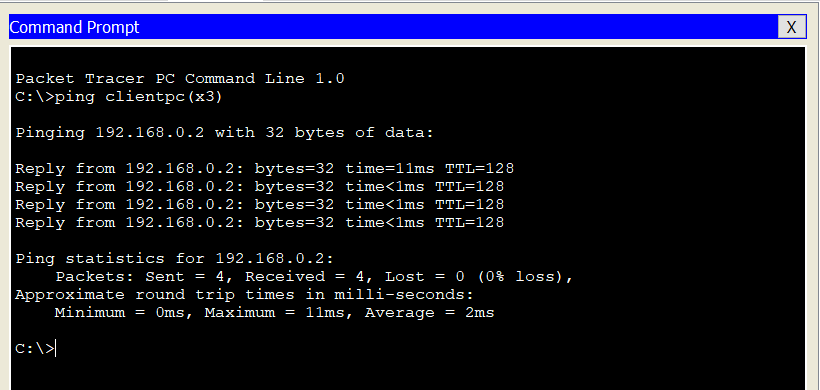 Command Prompt X
Packet Tracer PC Command Line 1.0
C:\>ping clientpc(x3)
Pinging 192.168.0.2 with 32 bytes of data:
Reply from 192.168.0.2: bytes=32 time=11ms TTL=128
Reply from 192.168.0.2: bytes=32 time<1ms TTL=128
Reply from 192.168.0.2: bytes=32 time<1ms TTL=128
Reply from 192.168.0.2: bytes=32 time<1ms TTL=128
Ping statistics for 192.168.0.2:
Packets: Sent = 4, Received = 4, Lost = 0 (0% loss),
Approximate round trip times in milli-seconds:
Minimum = 0ms, Maximum = 11ms, Average = 2ms
C:\>